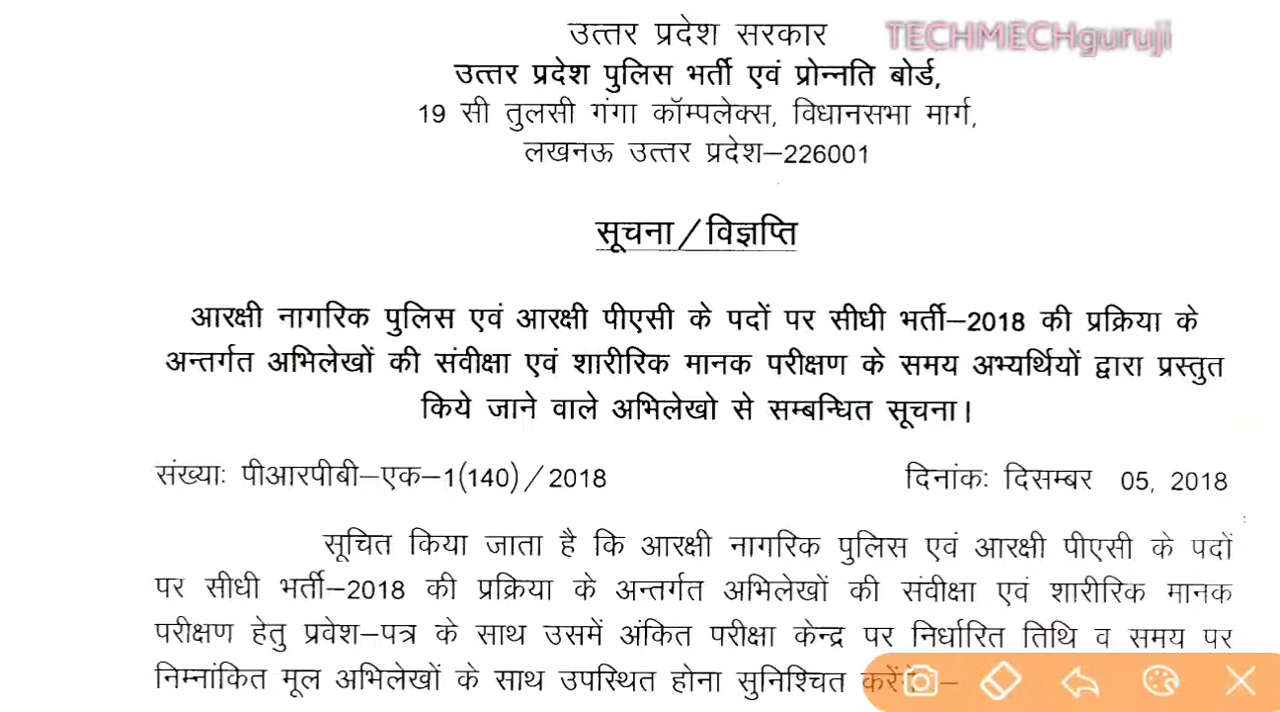 उत्तर प्रदेश सरकार
TECHMECHguruji
उत्तर प्रदेश पुलिस भर्ती एवं प्रोन्नति बोर्ड,
19 सी तुलसी गंगा कॉम्पलेक्स, विधानसभा मार्ग,
लखनऊ उत्तर प्रदेश–226001
सूचना/विज्ञप्ति
आरक्षी नागरिक पुलिस एवं आरक्षी पीएसी के पदों पर सीधी भर्ती–2018 की प्रक्रिया के
अन्तर्गत अभिलेखों की संवीक्षा एवं शारीरिक मानक परीक्षण के समय अभ्यर्थियों द्वारा प्रस्तुत
किये जाने वाले अभिलेखो से सम्बन्धित सूचना।
संख्याः पीआरपीबी–एक–1(140)/2018 दिनांकः दिसम्बर 05, 2018
सूचित किया जाता है कि आरक्षी नागरिक पुलिस एवं आरक्षी पीएसी के पदों
पर सीधी भर्ती–2018 की प्रक्रिया के अन्तर्गत अभिलेखों की संवीक्षा एवं शारीरिक मानक
परीक्षण हेतु प्रवेश–पत्र के साथ उसमें अंकित परीक्षा केन्द्र पर निर्धारित तिथि व समय पर
निम्नांकित मूल अभिलेखों के साथ उपस्थित होना सुनिश्चित करेंगे –